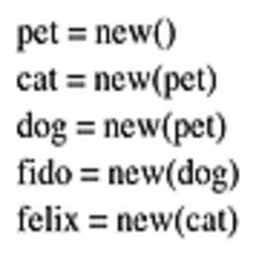 pet = new()
cat = new(pet)
dog = new(pet)
fido = new(dog)
felix = new(cat)